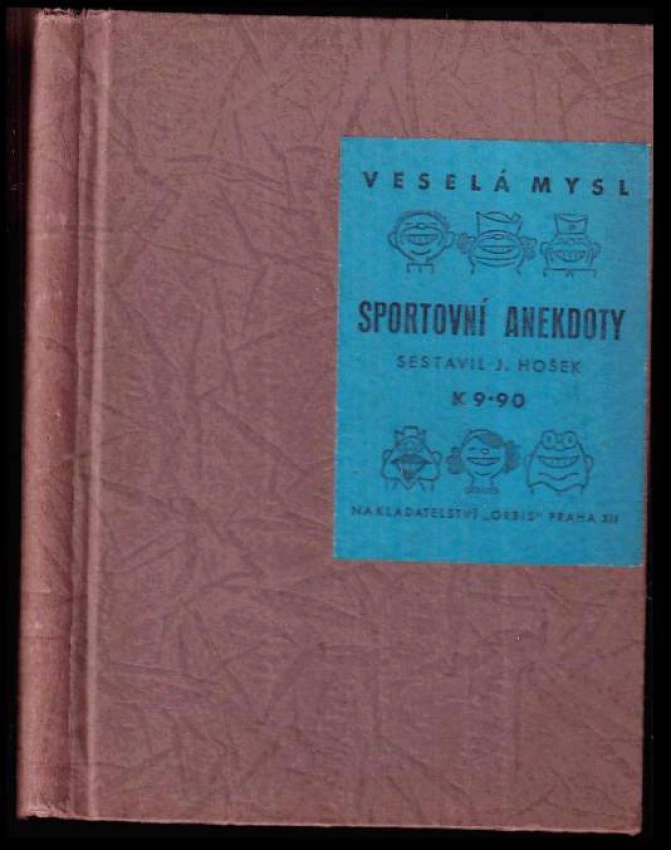 VESELÁ MYSL
SPORTOVNÍ ANEKDOTY
SESTAVIL J. HOŠEK
K 9·90
NAKLADATELSTVÍ „ORBIS“ PRAHA XII